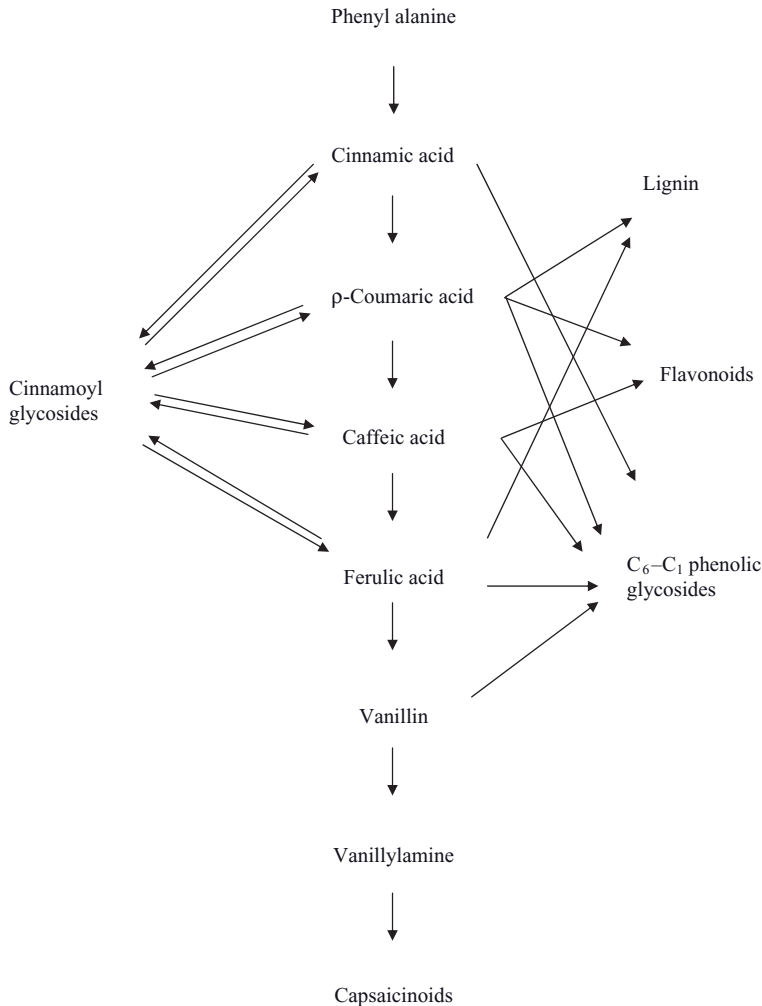 Phenyl alanine
Cinnamic acid
Lignin
ρ-Coumaric acid
Flavonoids
Cinnamoyl
glycosides
Caffeic acid
C₆–C₁ phenolic
glycosides
Ferulic acid
Vanillin
Vanillylamine
Capsaicinoids